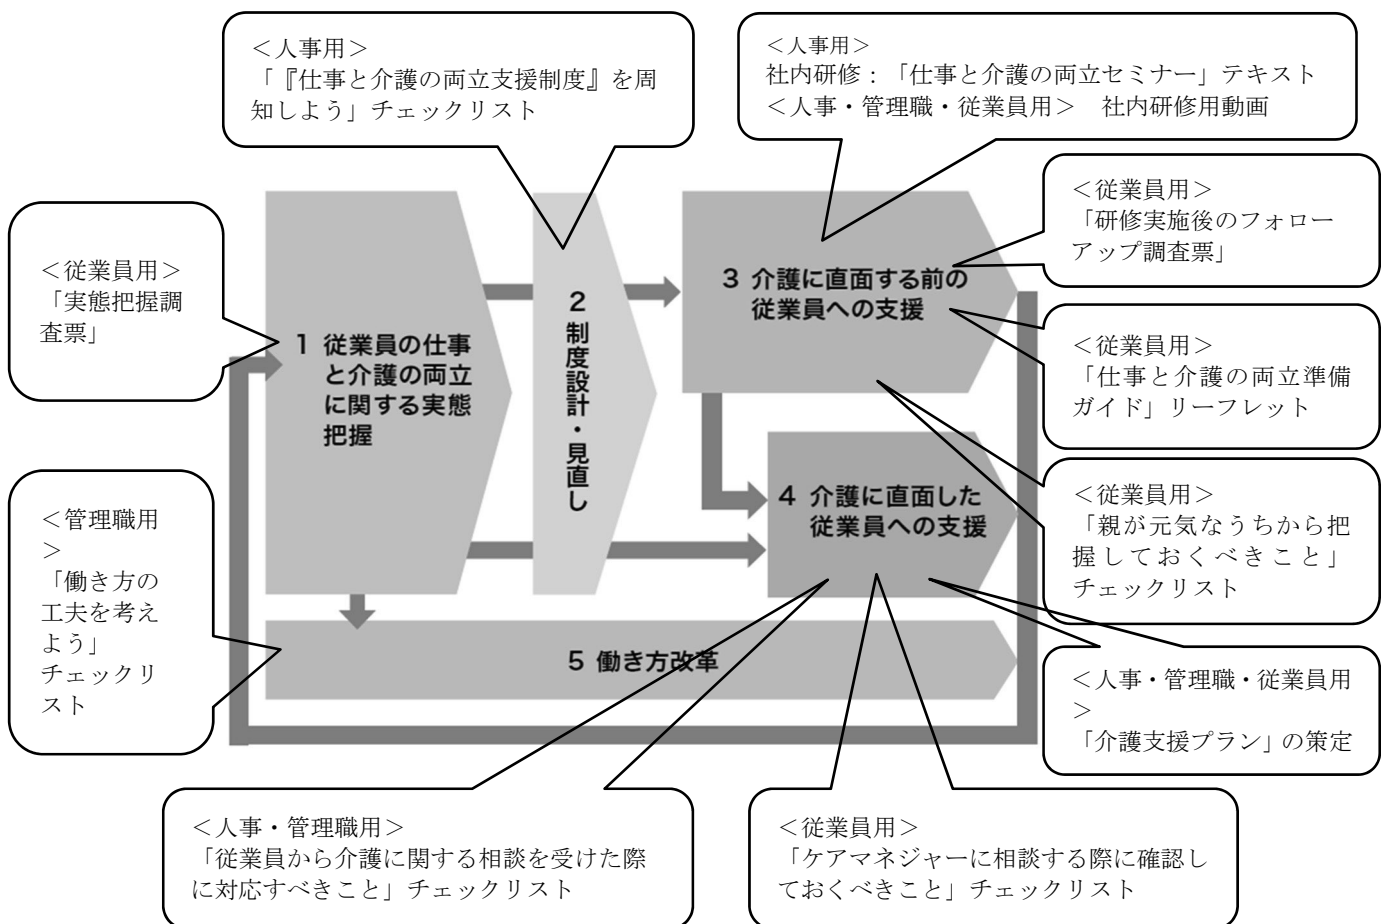 ＜人事用＞
「『仕事と介護の両立支援制度』を周
知しよう」チェックリスト
＜人事用＞
社内研修：「仕事と介護の両立セミナー」テキスト
＜人事・管理職・従業員用＞　社内研修用動画
＜従業員用＞
「実態把握調
査票」
1 従業員の仕事
と介護の両立
に関する実態
把握
2 制度設計・見直し
3 介護に直面する前の
従業員への支援
＜従業員用＞
「研修実施後のフォロー
アップ調査票」
＜従業員用＞
「仕事と介護の両立準備
ガイド」リーフレット
4 介護に直面した
従業員への支援
＜従業員用＞
「親が元気なうちから把
握しておくべきこと」
チェックリスト
＜管理職用
＞
「働き方の
工夫を考え
よう」
チェックリ
スト
5 働き方改革
＜人事・管理職・従業員用
＞
「介護支援プラン」の策定
＜人事・管理職用＞
「従業員から介護に関する相談を受けた際
に対応すべきこと」チェックリスト
＜従業員用＞
「ケアマネジャーに相談する際に確認し
ておくべきこと」チェックリスト